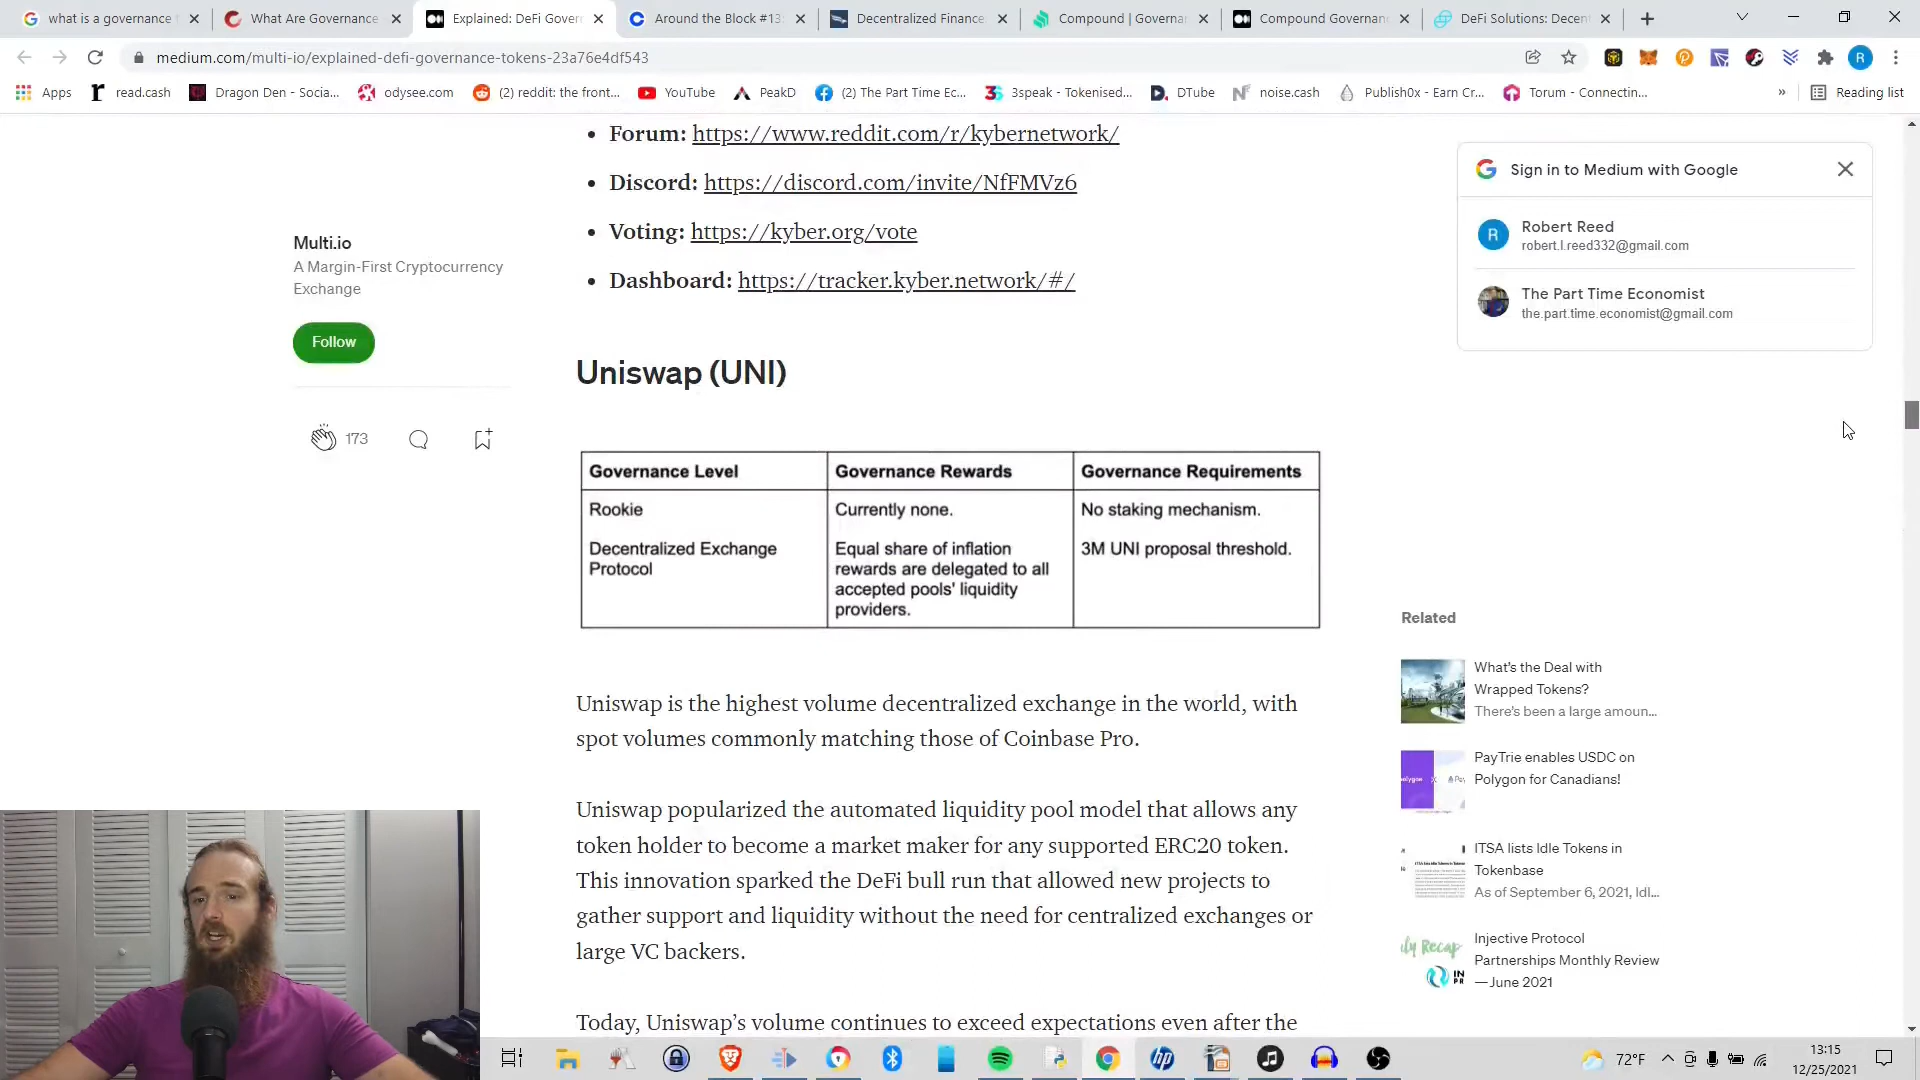 what is a governance
What Are Governance
Explained: DeFi Gover
Around the Block #13
Decentralized Finance
Compound | Governa
Compound Governan
DeFi Solutions: Decen
medium.com/multi-io/explained-defi-governance-tokens-23a76e4df543
R
Apps
read.cash
Dragon Den - Socia...
odysee.com
(2) reddit: the front...
YouTube
PeakD
(2) The Part Time Ec...
3speak - Tokenised...
DTube
noise.cash
Publish0x - Earn Cr...
Torum - Connectin...
»
Reading list
Forum: https://www.reddit.com/r/kybernetwork/
Discord: https://discord.com/invite/NfFMVz6
Voting: https://kyber.org/vote
Dashboard: https://tracker.kyber.network/#/
Multi.io
A Margin-First Cryptocurrency
Exchange
Follow
173
Sign in to Medium with Google
R
Robert Reed
robert.l.reed332@gmail.com
The Part Time Economist
the.part.time.economist@gmail.com
Uniswap (UNI)
Governance Level
Governance Rewards
Governance Requirements
Rookie
Currently none.
No staking mechanism.
Decentralized Exchange
Protocol
Equal share of inflation
rewards are delegated to all
accepted pools' liquidity
providers.
3M UNI proposal threshold.
Uniswap is the highest volume decentralized exchange in the world, with
spot volumes commonly matching those of Coinbase Pro.
Uniswap popularized the automated liquidity pool model that allows any
token holder to become a market maker for any supported ERC20 token.
This innovation sparked the DeFi bull run that allowed new projects to
gather support and liquidity without the need for centralized exchanges or
large VC backers.
Today, Uniswap's volume continues to exceed expectations even after the
Related
What's the Deal with
Wrapped Tokens?
There's been a large amoun...
PayTrie enables USDC on
Polygon for Canadians!
ITSA lists Idle Tokens in
Tokenbase
As of September 6, 2021, Idl...
Injective Protocol
Partnerships Monthly Review
—June 2021
72°F
13:15
12/25/2021